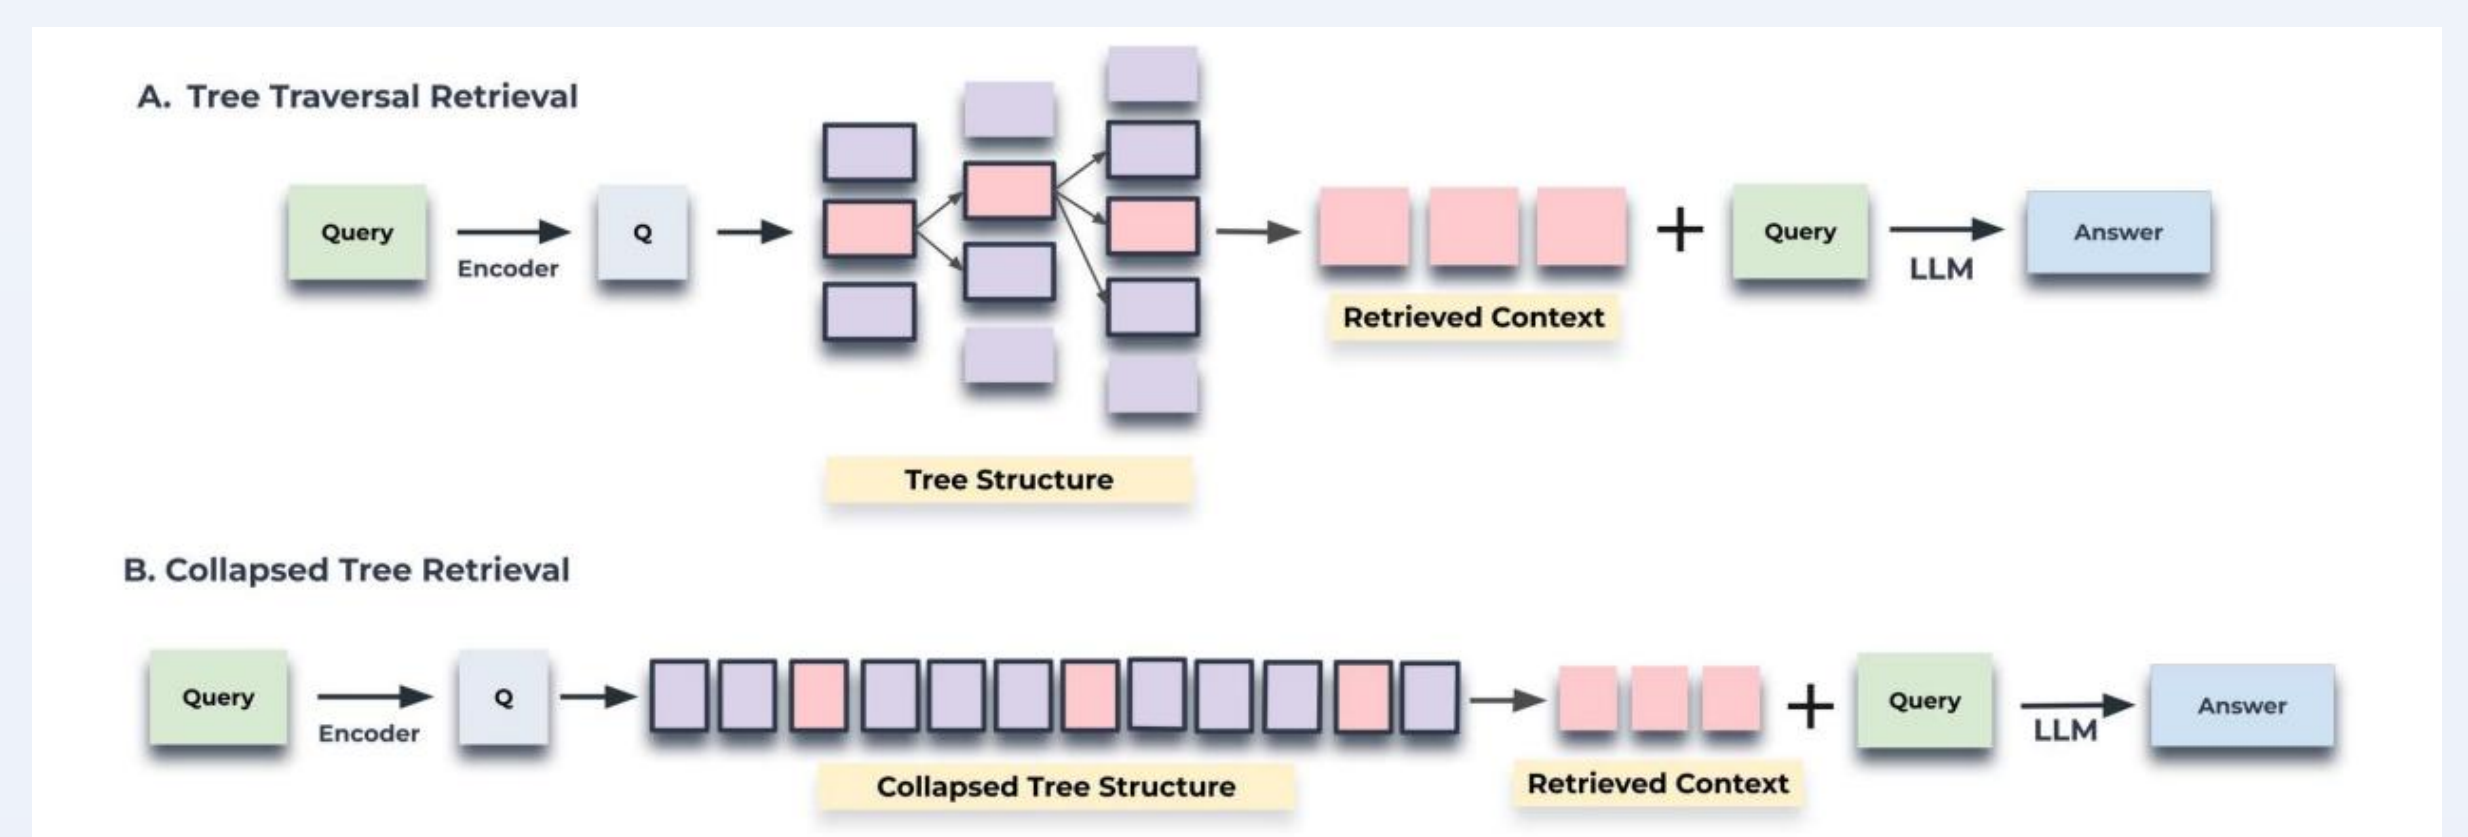 A. Tree Traversal Retrieval
Query
Encoder
Q
Retrieved Context
Query
LLM
Answer
Tree Structure
B. Collapsed Tree Retrieval
Query
Encoder
Q
Collapsed Tree Structure
Retrieved Context
Query
LLM
Answer